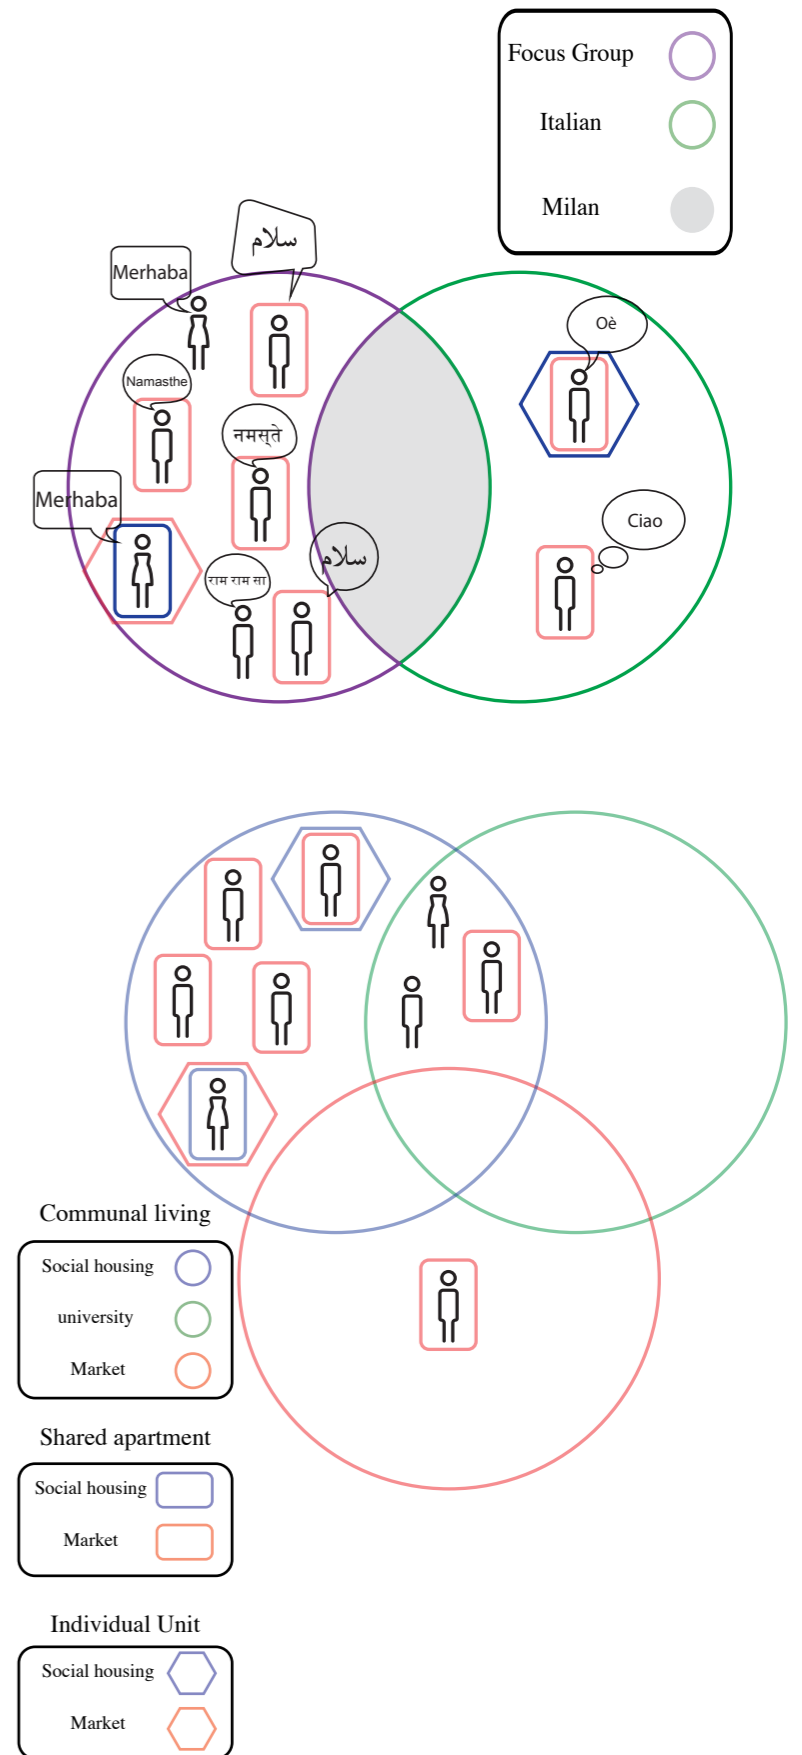 Focus Group
Italian
Milan
سلام
Merhaba
Oè
Namasthe
नमस्ते
Merhaba
Ciao
سلام
राम राम सा
Communal living
Social housing
university
Market
Shared apartment
Social housing
Market
Individual Unit
Social housing
Market